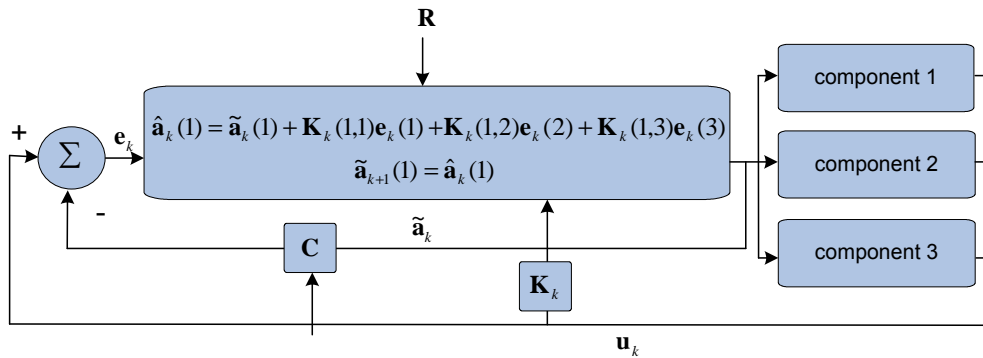 R
component 1
+
e_k
Σ
â_k(1) = ã_k(1) + K_k(1,1)e_k(1) + K_k(1,2)e_k(2) + K_k(1,3)e_k(3)
ã_{k+1}(1) = â_k(1)
component 2
-
ã_k
C
component 3
K_k
u_k